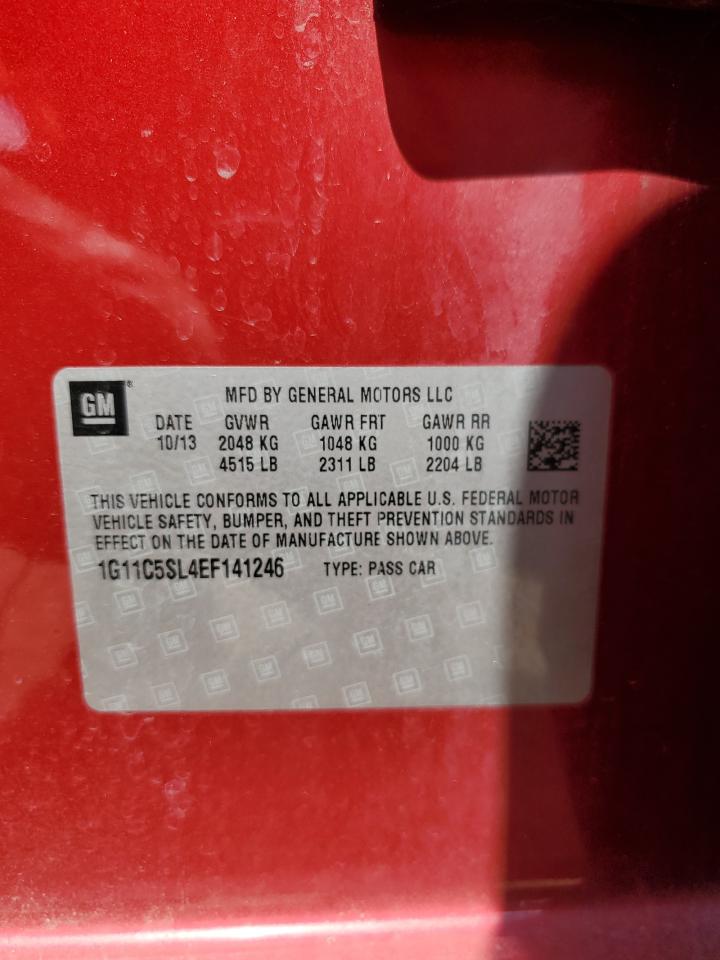 GM ® MFD BY GENERAL MOTORS LLC
DATE GVWR GAWR FRT GAWR RR
10/13 2048 KG 1048 KG 1000 KG
4515 LB 2311 LB 2204 LB
THIS VEHICLE CONFORMS TO ALL APPLICABLE U.S. FEDERAL MOTOR
VEHICLE SAFETY, BUMPER, AND THEFT PREVENTION STANDARDS IN
EFFECT ON THE DATE OF MANUFACTURE SHOWN ABOVE.
1G11C5SL4EF141246 TYPE: PASS CAR